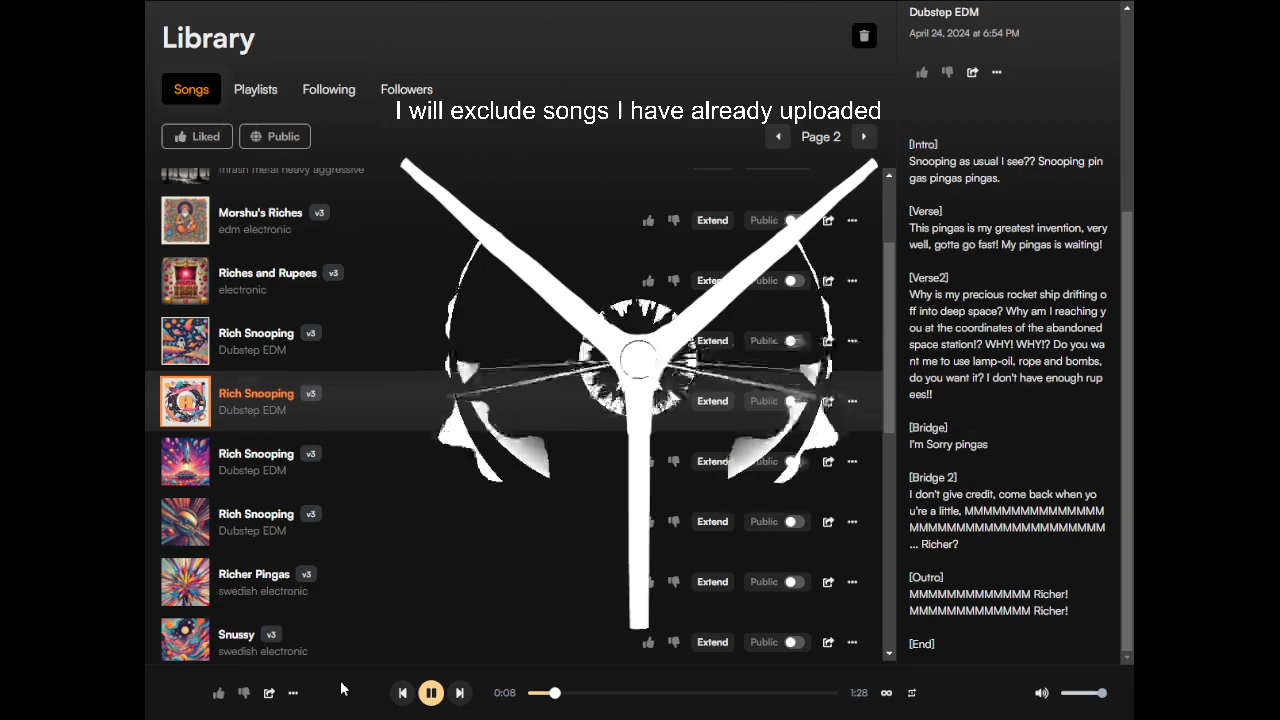 Library
Songs
Playlists
Following
Followers
I will exclude songs I have already uploaded
Liked
Public
Page 2
thrash metal heavy aggressive
Morshu's Riches v3
edm electronic
Extend
Public
Riches and Rupees v3
electronic
Rich Snooping v3
Dubstep EDM
Extend
Public
Rich Snooping v3
Dubstep EDM
Extend
Public
Rich Snooping v3
Dubstep EDM
Extend
Rich Snooping v3
Dubstep EDM
Extend
Public
Richer Pingas v3
swedish electronic
Extend
Public
Snussy v3
swedish electronic
Extend
Public
0:08
1:28
Dubstep EDM
April 24, 2024 at 6:54 PM
[Intro]
Snooping as usual I see?? Snooping pin
gas pingas pingas.
[Verse]
This pingas is my greatest invention, very
well, gotta go fast! My pingas is waiting!
[Verse2]
Why is my precious rocket ship drifting o
ff into deep space? Why am I reaching y
ou at the coordinates of the abandoned
space station!? WHY! WHY!? Do you wa
nt me to use lamp-oil, rope and bombs,
do you want it? I don't have enough rup
ees!!
[Bridge]
I'm Sorry pingas
[Bridge 2]
I don't give credit, come back when yo
u're a little, MMMMMMMMMMMMMMM
MMMMMMMMMMMMMMMMMMMMM
... Richer?
[Outro]
MMMMMMMMMMMMM Richer!
MMMMMMMMMMMMM Richer!
[End]